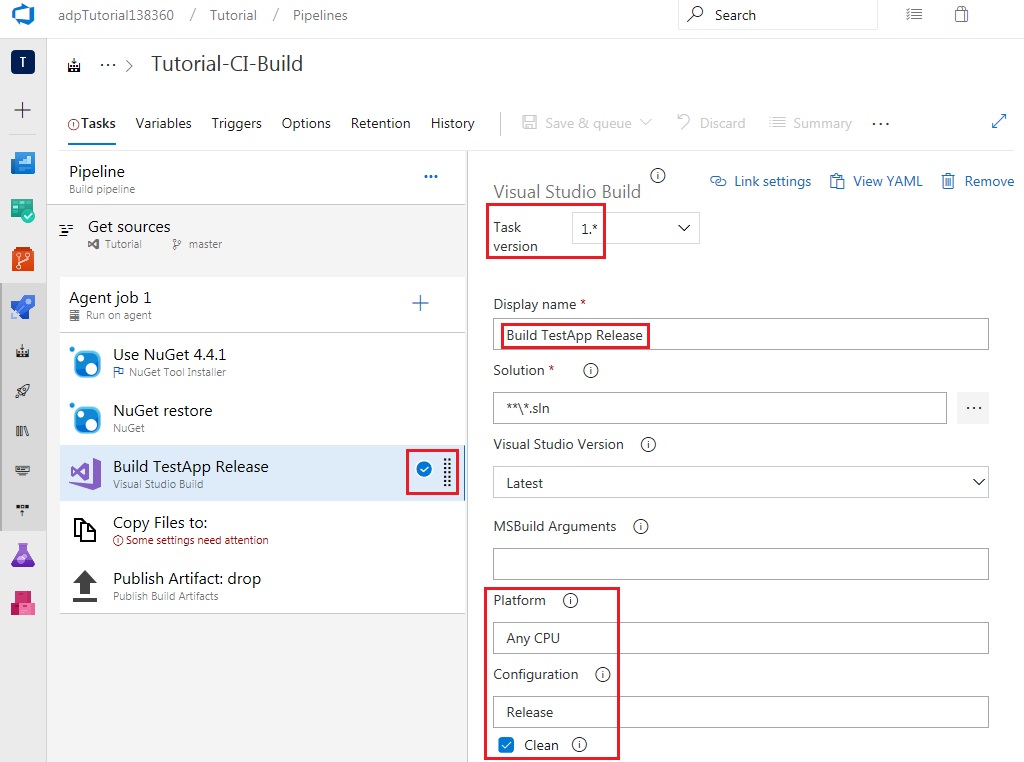 adpTutorial138360 / Tutorial / Pipelines
Search
T
... > Tutorial-CI-Build
Tasks Variables Triggers Options Retention History Save & queue Discard Summary ...
Pipeline
Build pipeline
...
Get sources
Tutorial master
Agent job 1
Run on agent
Use NuGet 4.4.1
NuGet Tool Installer
NuGet restore
NuGet
Build TestApp Release
Visual Studio Build
Copy Files to:
Some settings need attention
Publish Artifact: drop
Publish Build Artifacts
Visual Studio Build
Link settings View YAML Remove
Task
version
1.*
Display name *
Build TestApp Release
Solution *
**\*.sln
...
Visual Studio Version
Latest
MSBuild Arguments
Platform
Any CPU
Configuration
Release
Clean